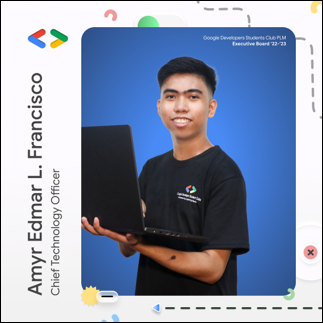 Google Developers Students Club PLM
Executive Board '22-'23
Amyr Edmar L. Francisco
Chief Technology Officer